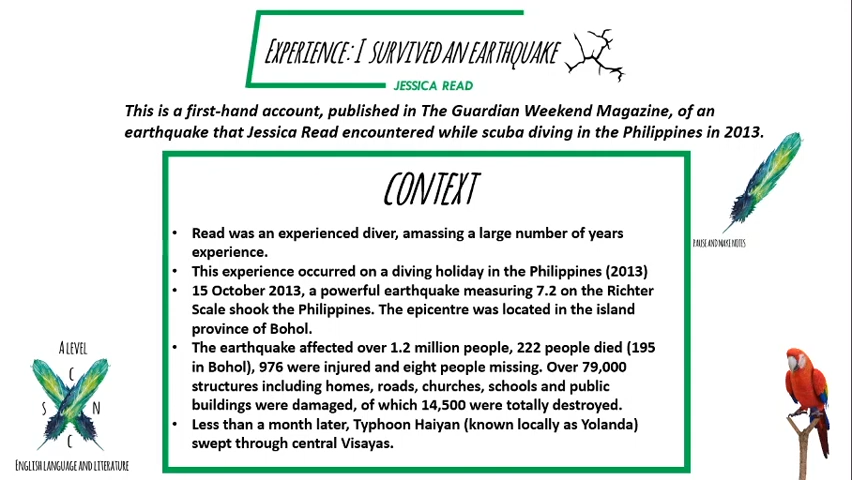 EXPERIENCE: I SURVIVED AN EARTHQUAKE
JESSICA READ
This is a first-hand account, published in The Guardian Weekend Magazine, of an
earthquake that Jessica Read encountered while scuba diving in the Philippines in 2013.
CONTEXT
• Read was an experienced diver, amassing a large number of years
experience.
• This experience occurred on a diving holiday in the Philippines (2013)
• 15 October 2013, a powerful earthquake measuring 7.2 on the Richter
Scale shook the Philippines. The epicentre was located in the island
province of Bohol.
• The earthquake affected over 1.2 million people, 222 people died (195
in Bohol), 976 were injured and eight people missing. Over 79,000
structures including homes, roads, churches, schools and public
buildings were damaged, of which 14,500 were totally destroyed.
• Less than a month later, Typhoon Haiyan (known locally as Yolanda)
swept through central Visayas.
PAUSE AND MAKE NOTES
A LEVEL
C
S N
C
ENGLISH LANGUAGE AND LITERATURE